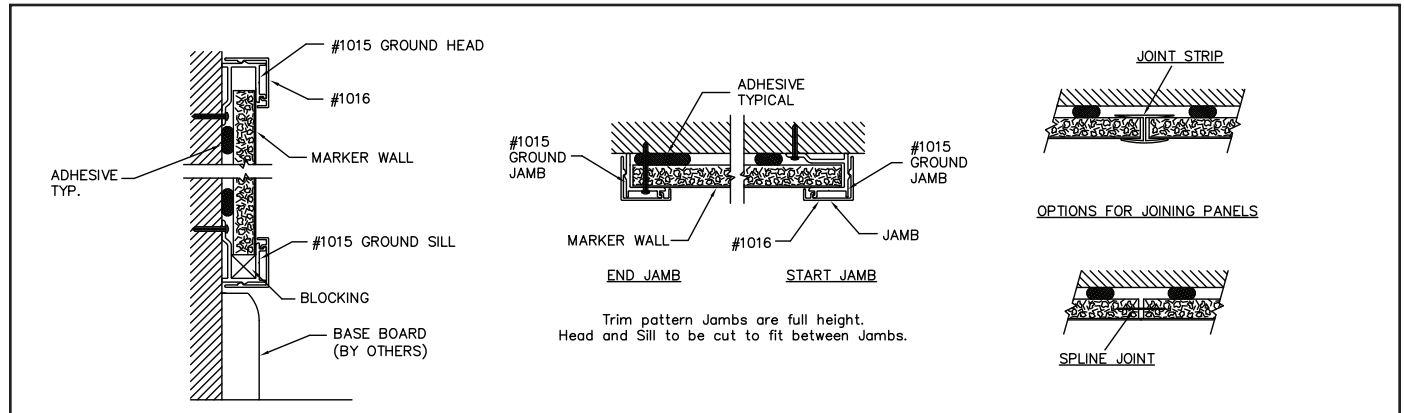 #1015 GROUND HEAD
#1016
MARKER WALL
ADHESIVE
TYP.
#1015 GROUND SILL
BLOCKING
BASE BOARD
(BY OTHERS)
ADHESIVE
TYPICAL
#1015
GROUND
JAMB
#1015
GROUND
JAMB
MARKER WALL
#1016
JAMB
END JAMB
START JAMB
Trim pattern Jambs are full height.
Head and Sill to be cut to fit between Jambs.
JOINT STRIP
OPTIONS FOR JOINING PANELS
SPLINE JOINT